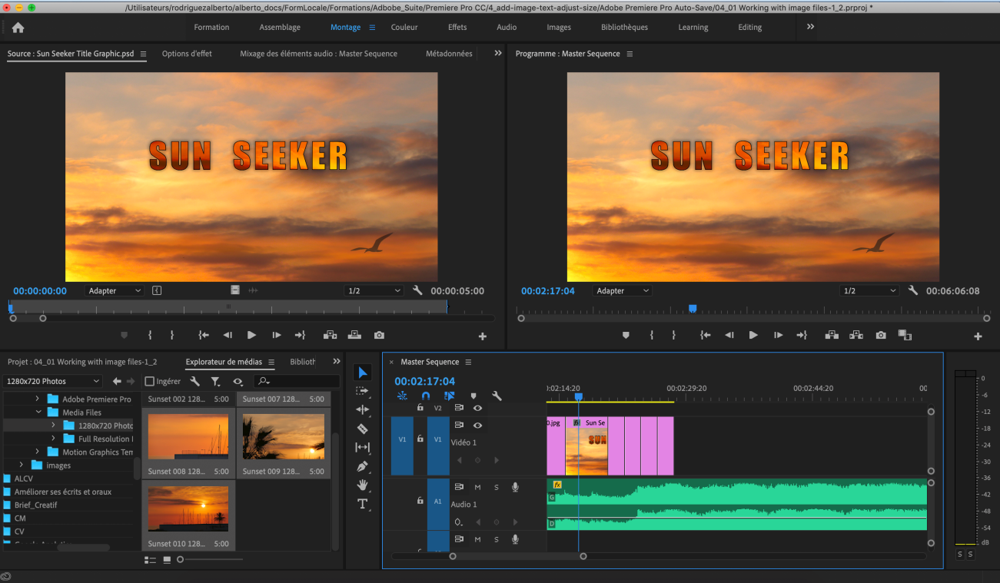 /Utilisateurs/rodriguezalberto/alberto_docs/FormLocale/Formations/Adbobe_Suite/Premiere Pro CC/4_add-image-text-adjust-size/Adobe Premiere Pro Auto-Save/04_01 Working with image files-1_2.prproj *
Formation Assemblage Montage Couleur Effets Audio Images Bibliothèques Learning Editing
Source : Sun Seeker Title Graphic.psd Options d'effet Mixage des éléments audio : Master Sequence Métadonnées
Programme : Master Sequence
SUN SEEKER
SUN SEEKER
00:00:00:00 Adapter 1/2 00:00:05:00
00:02:17:04 Adapter 1/2 00:06:06:08
Projet : 04_01 Working with image files-1_2 Explorateur de médias Biblioth
1280x720 Photos Ingérer
Adobe Premiere Pro
Media Files
1280x720 Photo
Full Resolution
Motion Graphics Tem
images
ALCV
Améliorer ses écrits et oraux
Brief_Creatif
CM
CV
Sunset 002 128... 5:00
Sunset 007 128... 5:00
Sunset 008 128... 5:00
Sunset 009 128... 5:00
Sunset 010 128... 5:00
Master Sequence
00:02:17:04
0:02:14:20 00:02:29:20 00:02:44:20 00
V2
V1 V1 Vidéo 1
0.jpg fx Sun Se
SUN
A1 M S
Audio 1
fx
G
D
M S
0
-6
-12
-18
-24
-30
-36
-42
-48
-54
dB
S S